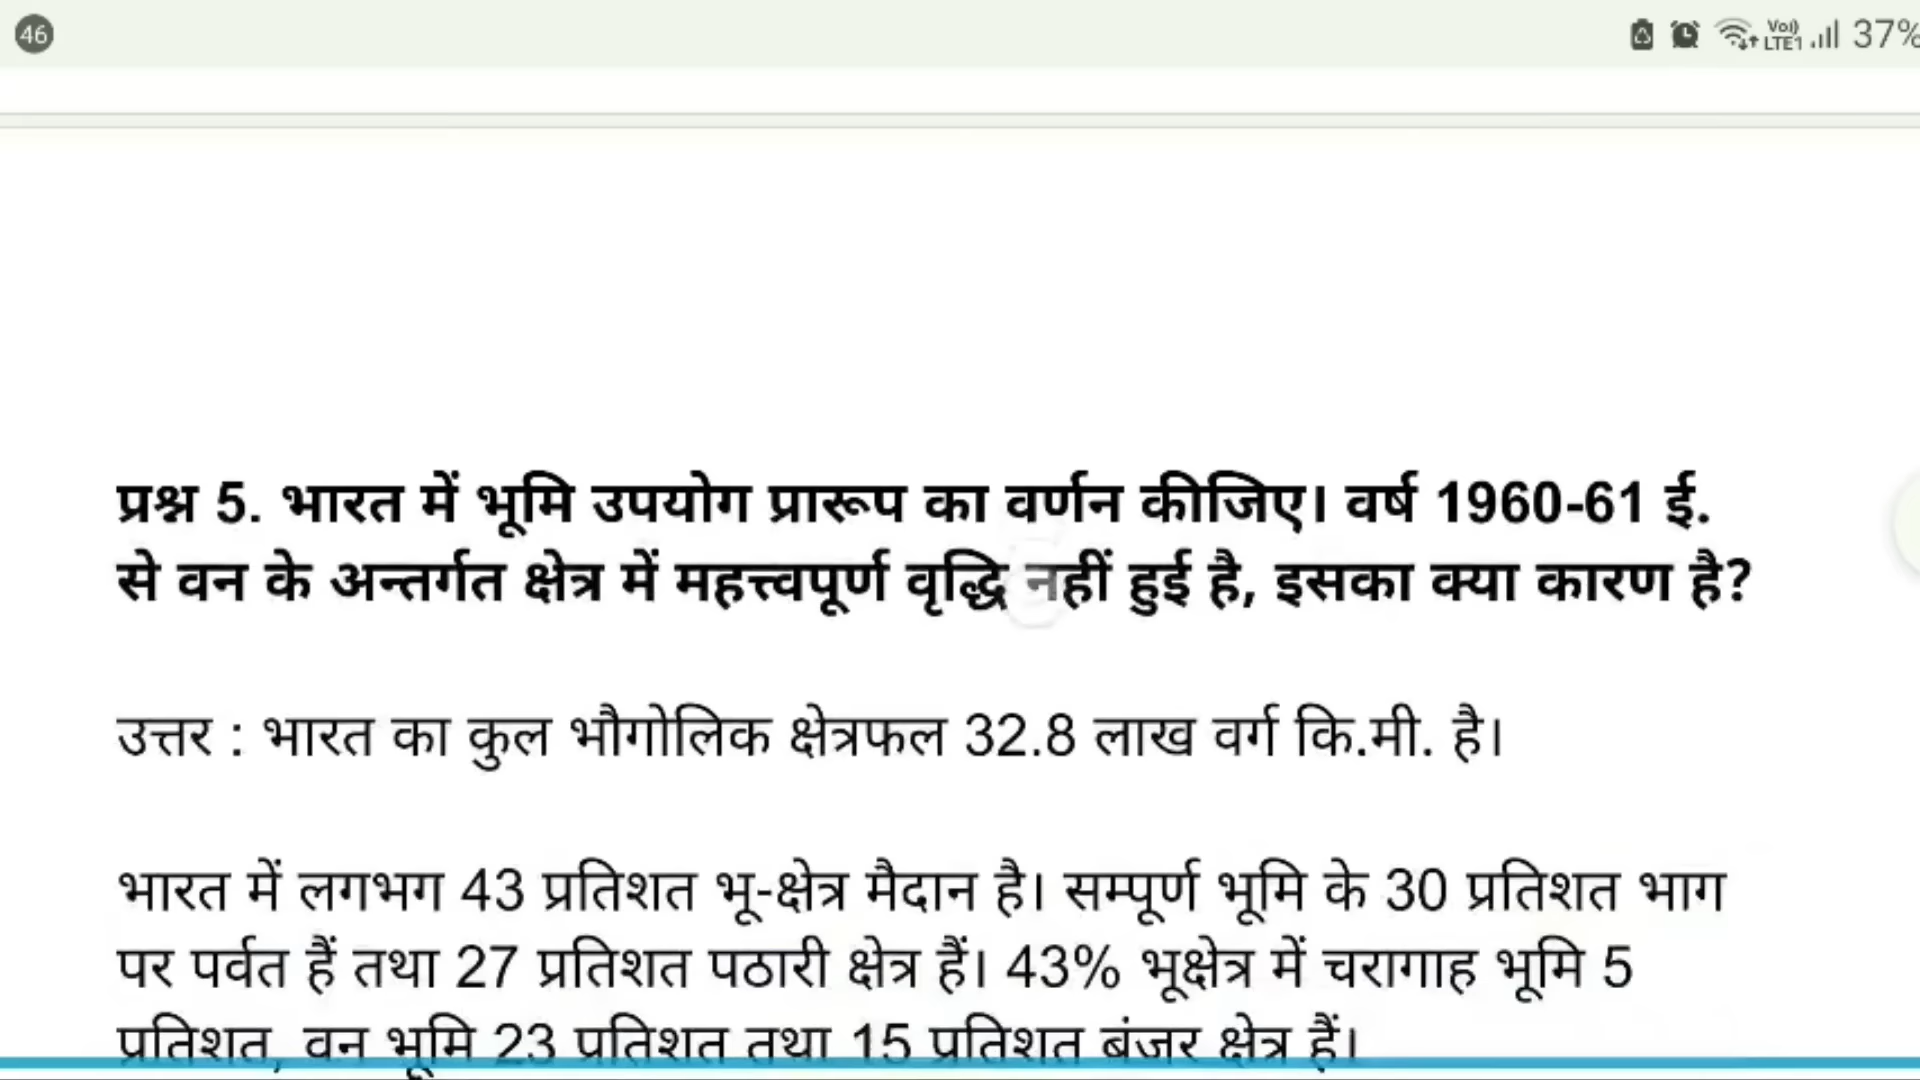 46
Vo)) LTE1 37%
प्रश्न 5. भारत में भूमि उपयोग प्रारूप का वर्णन कीजिए। वर्ष 1960-61 ई.
से वन के अन्तर्गत क्षेत्र में महत्त्वपूर्ण वृद्धि नहीं हुई है, इसका क्या कारण है?
उत्तर : भारत का कुल भौगोलिक क्षेत्रफल 32.8 लाख वर्ग कि.मी. है।
भारत में लगभग 43 प्रतिशत भू-क्षेत्र मैदान है। सम्पूर्ण भूमि के 30 प्रतिशत भाग
पर पर्वत हैं तथा 27 प्रतिशत पठारी क्षेत्र हैं। 43% भूक्षेत्र में चरागाह भूमि 5
प्रतिशत, वन भूमि 23 प्रतिशत तथा 15 प्रतिशत बंजर क्षेत्र हैं।